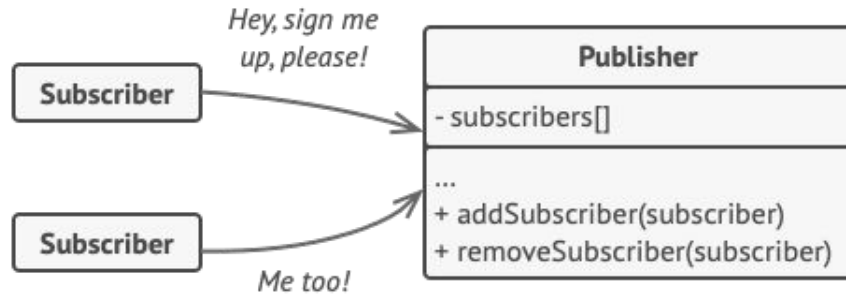 Hey, sign me
up, please!
Subscriber
Publisher
- subscribers[]
...
+ addSubscriber(subscriber)
+ removeSubscriber(subscriber)
Subscriber
Me too!